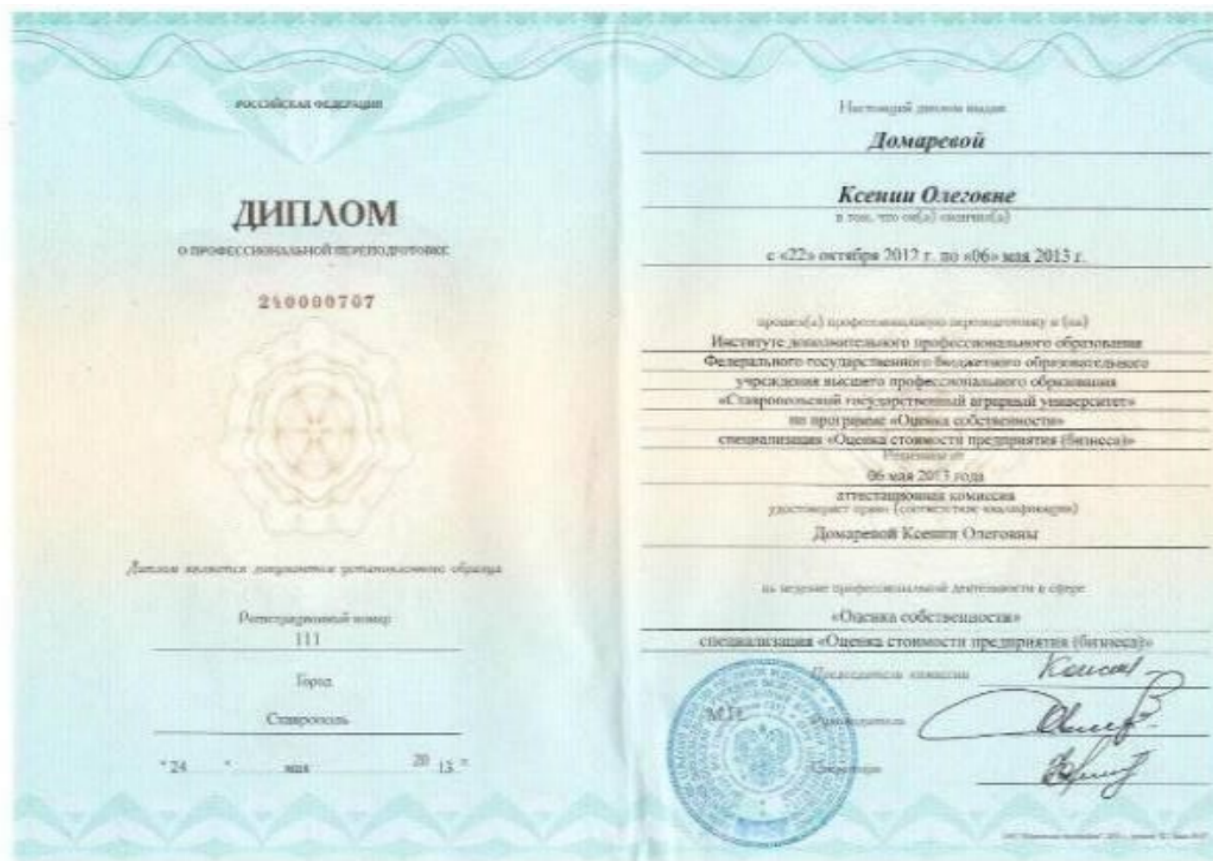 РОССИЙСКАЯ ФЕДЕРАЦИЯ
ДИПЛОМ
О ПРОФЕССИОНАЛЬНОЙ ПЕРЕПОДГОТОВКЕ
240000707
Диплом является документом установленного образца
Регистрационный номер
111
Город
Ставрополь
"24 " мая 20 13 г
Настоящий диплом выдан
Домаревой
Ксении Олеговне
в том, что он(а) окончил(а)
с «22» октября 2012 г. по «06» мая 2013 г.
прошел(а) профессиональную переподготовку в (на)
Институте дополнительного профессионального образования
Федерального государственного бюджетного образовательного
учреждения высшего профессионального образования
«Ставропольский государственный аграрный университет»
по программе «Оценка собственности»
специализация «Оценка стоимости предприятия (бизнеса)»
Решением от
06 мая 2013 года
аттестационная комиссия
удостоверяет право (соответствие квалификации)
Домаревой Ксении Олеговны
на ведение профессиональной деятельности в сфере
«Оценка собственности»
специализация «Оценка стоимости предприятия (бизнеса)»
Председатель комиссии
М.П.
Руководитель
Секретарь